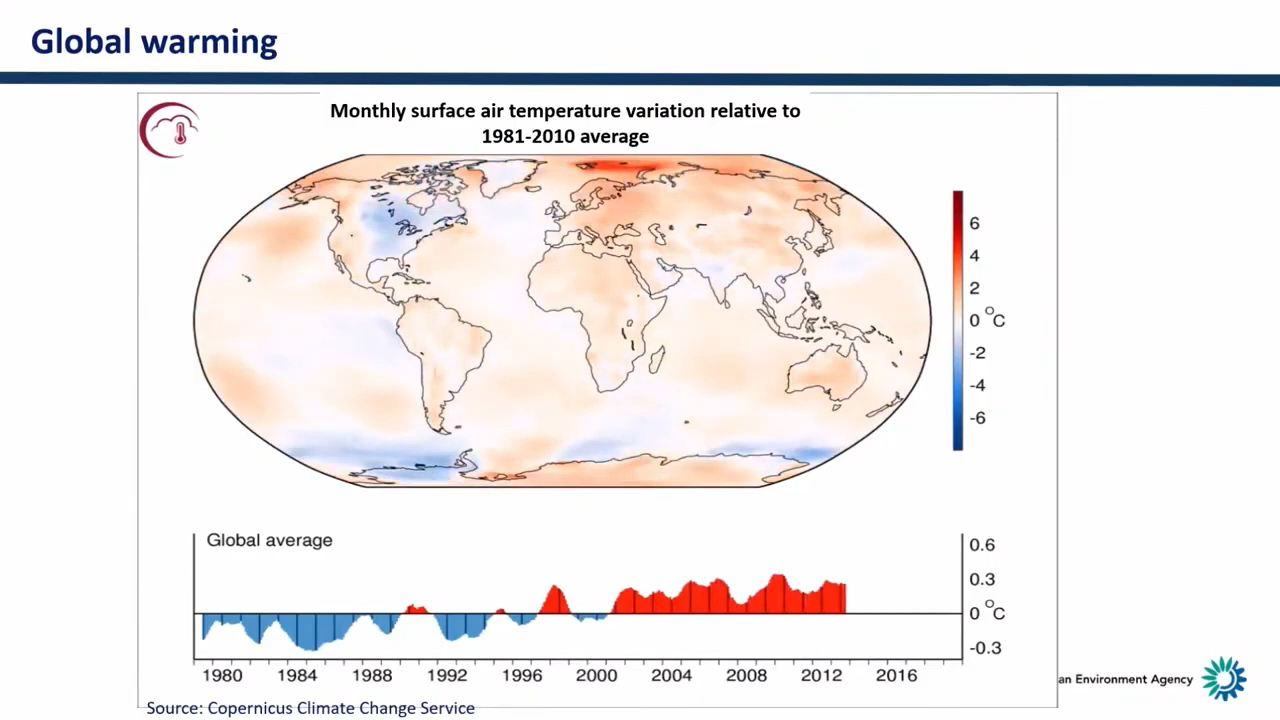 Global warming
Monthly surface air temperature variation relative to
1981-2010 average
6
4
2
0 °C
-2
-4
-6
Global average
0.6
0.3
0 °C
-0.3
1980 1984 1988 1992 1996 2000 2004 2008 2012 2016
an Environment Agency
Source: Copernicus Climate Change Service